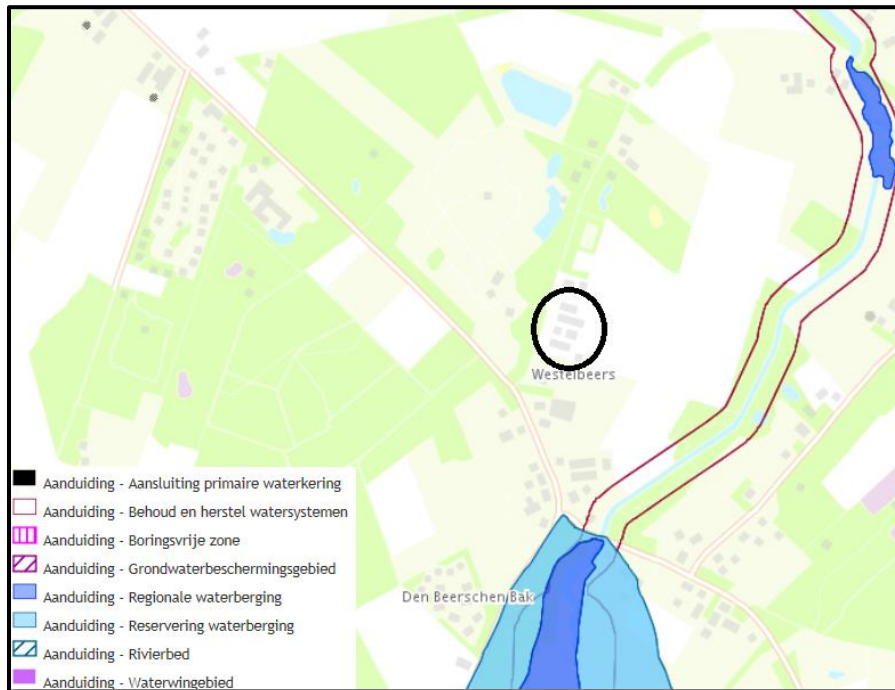 Westelbeers
Den Beerschen Bak
Aanduiding - Aansluiting primaire waterkering
Aanduiding - Behoud en herstel watersystemen
Aanduiding - Boringsvrije zone
Aanduiding - Grondwaterbeschermingsgebied
Aanduiding - Regionale waterberging
Aanduiding - Reservering waterberging
Aanduiding - Rivierbed
Aanduiding - Waterwingebied